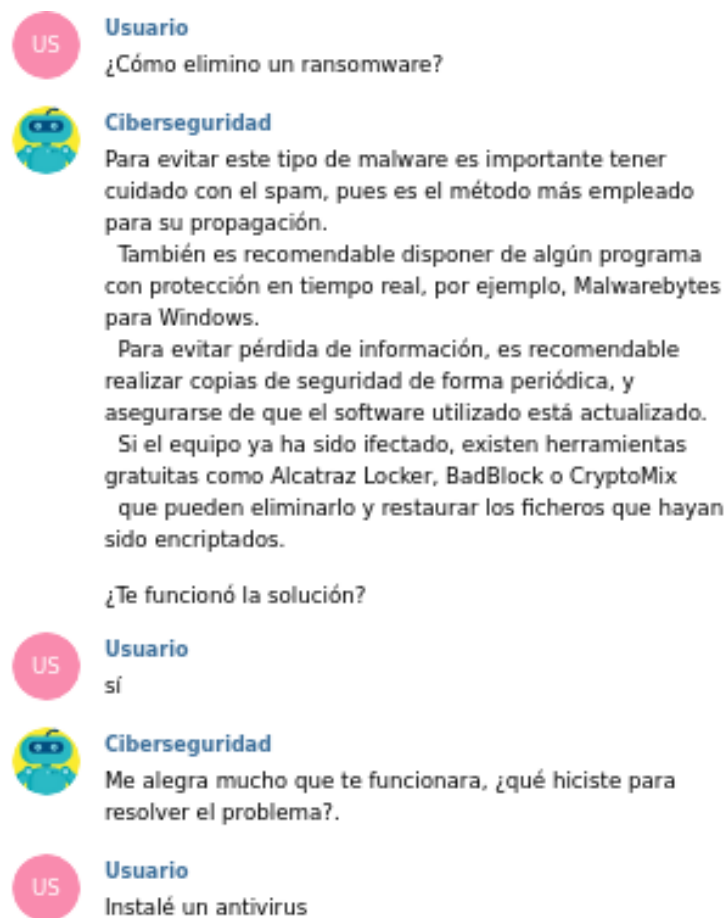 US
Usuario
¿Cómo elimino un ransomware?
Ciberseguridad
Para evitar este tipo de malware es importante tener
cuidado con el spam, pues es el método más empleado
para su propagación.
También es recomendable disponer de algún programa
con protección en tiempo real, por ejemplo, Malwarebytes
para Windows.
Para evitar pérdida de información, es recomendable
realizar copias de seguridad de forma periódica, y
asegurarse de que el software utilizado está actualizado.
Si el equipo ya ha sido ifectado, existen herramientas
gratuitas como Alcatraz Locker, BadBlock o CryptoMix
que pueden eliminarlo y restaurar los ficheros que hayan
sido encriptados.
¿Te funcionó la solución?
US
Usuario
sí
Ciberseguridad
Me alegra mucho que te funcionara, ¿qué hiciste para
resolver el problema?.
US
Usuario
Instalé un antivirus